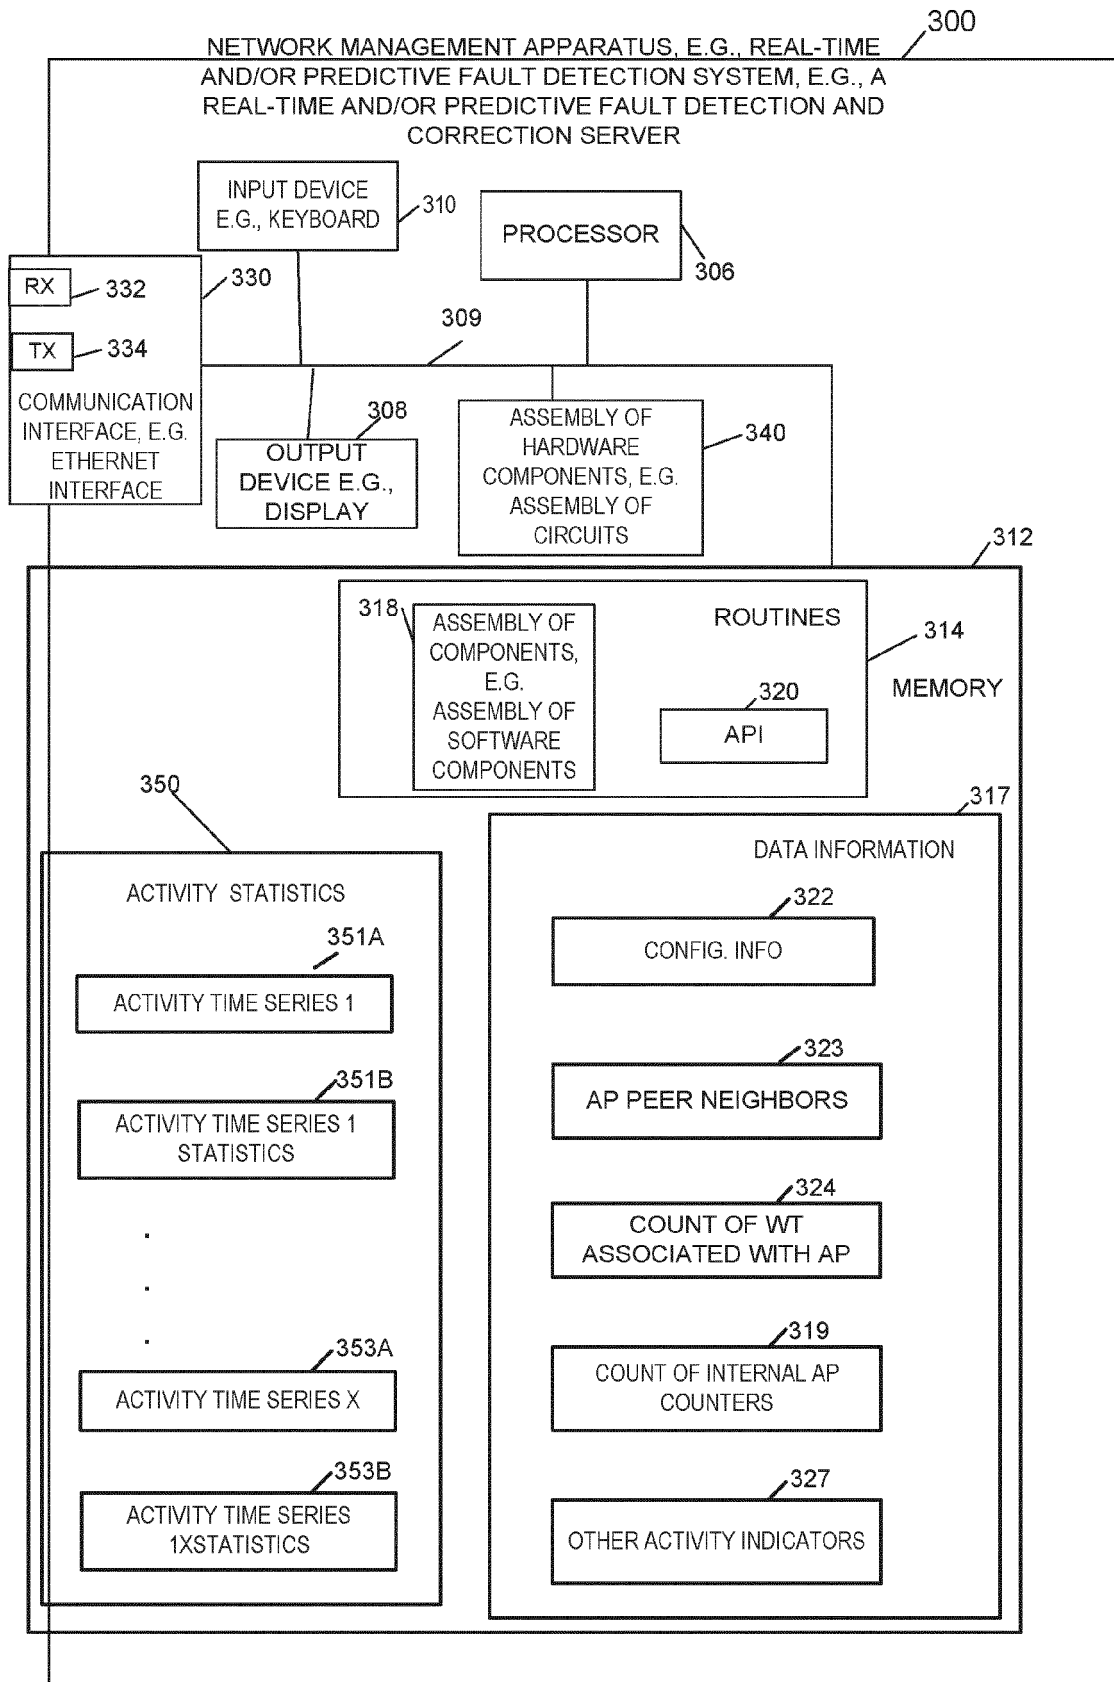 300
NETWORK MANAGEMENT APPARATUS, E.G., REAL-TIME
AND/OR PREDICTIVE FAULT DETECTION SYSTEM, E.G., A
REAL-TIME AND/OR PREDICTIVE FAULT DETECTION AND
CORRECTION SERVER
INPUT DEVICE
E.G., KEYBOARD
310
PROCESSOR
306
RX
332
330
TX
334
COMMUNICATION
INTERFACE, E.G.
ETHERNET
INTERFACE
309
308
OUTPUT
DEVICE E.G.,
DISPLAY
ASSEMBLY OF
HARDWARE
COMPONENTS, E.G.
ASSEMBLY OF
CIRCUITS
340
312
318
ASSEMBLY OF
COMPONENTS,
E.G.
ASSEMBLY OF
SOFTWARE
COMPONENTS
ROUTINES
314
MEMORY
320
API
350
ACTIVITY STATISTICS
351A
ACTIVITY TIME SERIES 1
351B
ACTIVITY TIME SERIES 1
STATISTICS
.
.
.
353A
ACTIVITY TIME SERIES X
353B
ACTIVITY TIME SERIES
1XSTATISTICS
317
DATA INFORMATION
322
CONFIG. INFO
323
AP PEER NEIGHBORS
324
COUNT OF WT
ASSOCIATED WITH AP
319
COUNT OF INTERNAL AP
COUNTERS
327
OTHER ACTIVITY INDICATORS